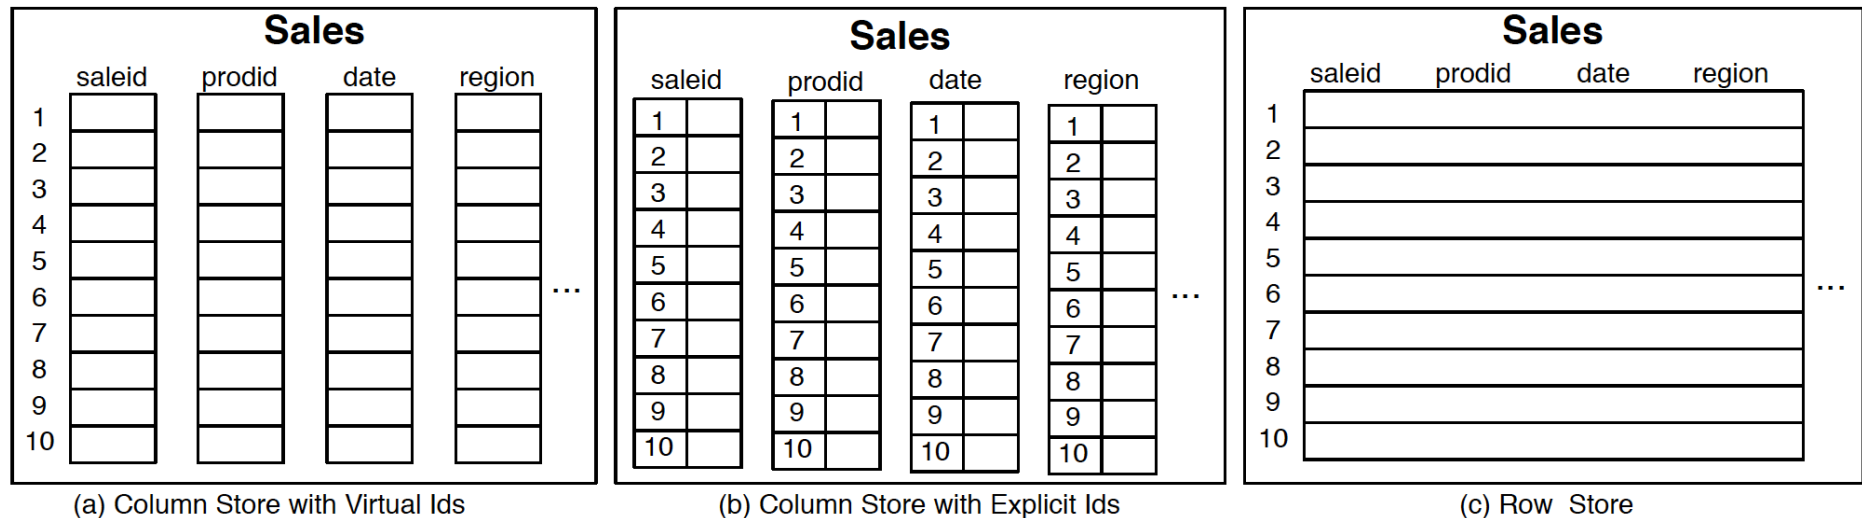 Sales
saleid prodid date region
1
2
3
4
5
6
7
8
9
10
...
(a) Column Store with Virtual Ids
Sales
saleid prodid date region
1 1 1 1
2 2 2 2
3 3 3 3
4 4 4 4
5 5 5 5
6 6 6 6
7 7 7 7
8 8 8 8
9 9 9 9
10 10 10 10
...
(b) Column Store with Explicit Ids
Sales
saleid prodid date region
1
2
3
4
5
6
7
8
9
10
...
(c) Row Store